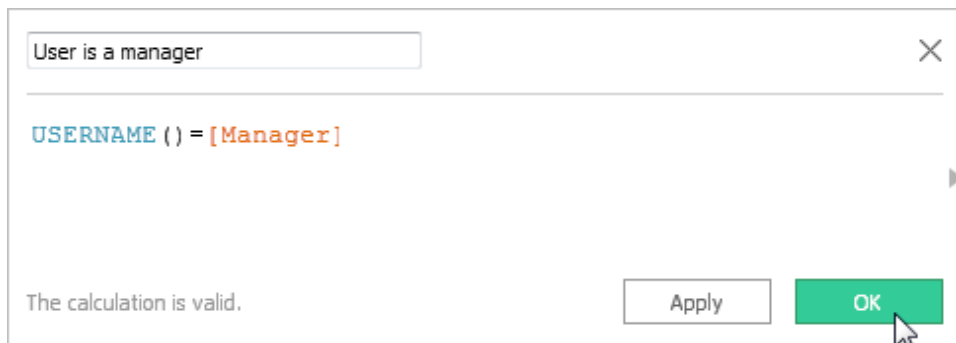 User is a manager
USERNAME()=[Manager]
The calculation is valid.
Apply
OK